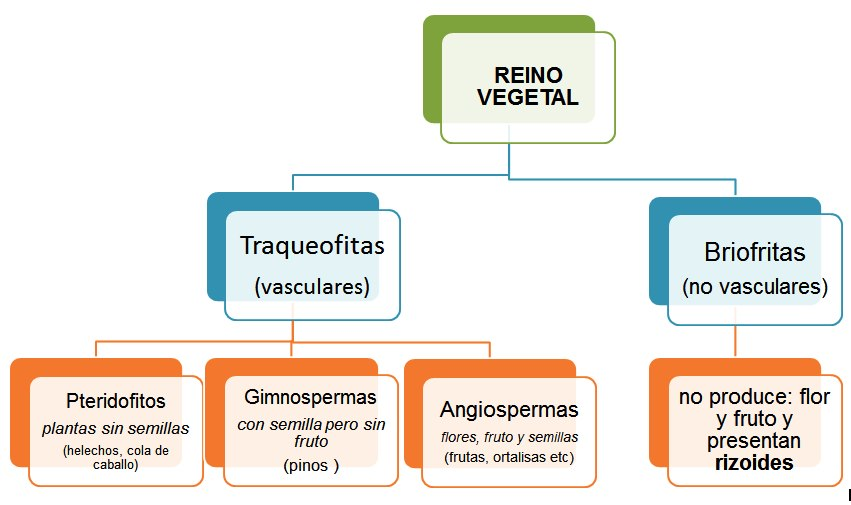 REINO
VEGETAL
Traqueofitas
(vasculares)
Briofritas
(no vasculares)
Pteridofitos
plantas sin semillas
(helechos, cola de
caballo)
Gimnospermas
con semilla pero sin
fruto
(pinos )
Angiospermas
flores, fruto y semillas
(frutas, ortalisas etc)
no produce: flor
y fruto y
presentan
rizoides